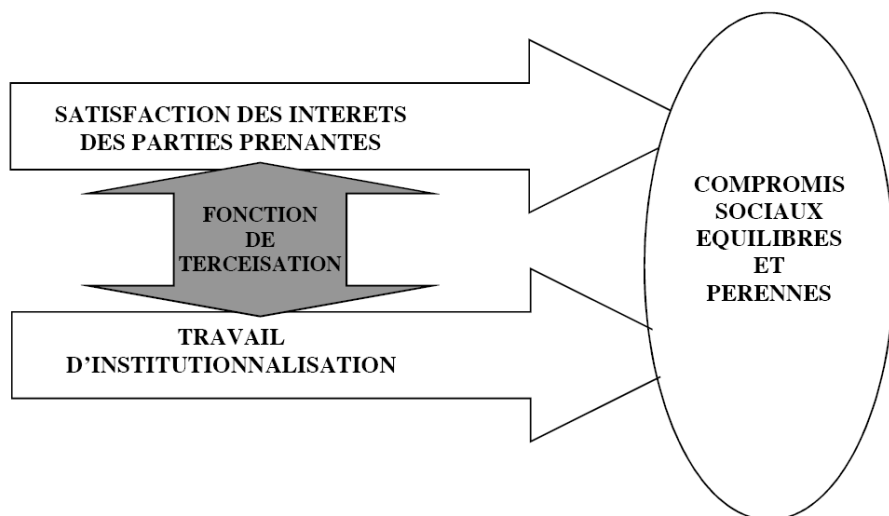 SATISFACTION DES INTERETS
DES PARTIES PRENANTES
FONCTION
DE
TERCEISATION
TRAVAIL
D’INSTITUTIONNALISATION
COMPROMIS
SOCIAUX
EQUILIBRES
ET
PERENNES